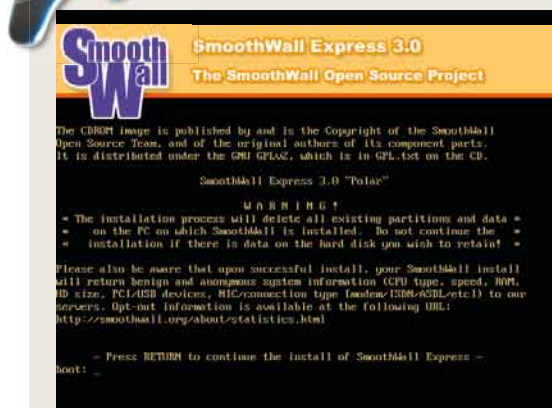 Smooth
Wall
SmoothWall Express 3.0
The SmoothWall Open Source Project
The CDROM image is published by and is the Copyright of the SmoothWall
Open Source Team, and of the original authors of its component parts.
It is distributed under the GNU GPLv2, which is in GPL.txt on the CD.
SmoothWall Express 3.0 "Polar"
W A R N I N G !
* The installation process will delete all existing partitions and data *
* on the PC on which SmoothWall is installed. Do not continue the *
* installation if there is data on the hard disk you wish to retain! *
Please also be aware that upon successful install, your SmoothWall install
will return benign and anonymous system information (CPU type, speed, RAM,
HD size, PCI/USB devices, NIC/connection type [modem/ISDN/ASDL/etc]) to our
servers. Opt-out information is available at the following URL:
http://smoothwall.org/about/statistics.html
- Press RETURN to continue the install of SmoothWall Express -
boot: _